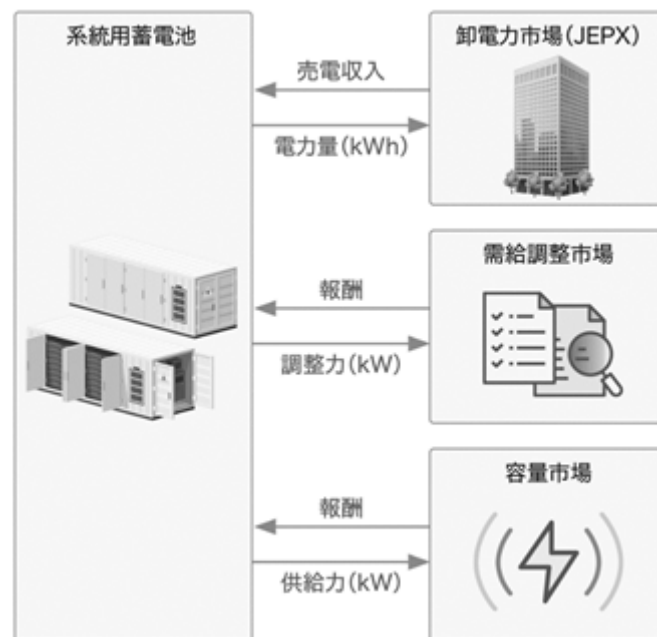 系統用蓄電池
卸電力市場(JEPX)
売電収入
電力量(kWh)
需給調整市場
報酬
調整力(kW)
容量市場
報酬
供給力(kW)